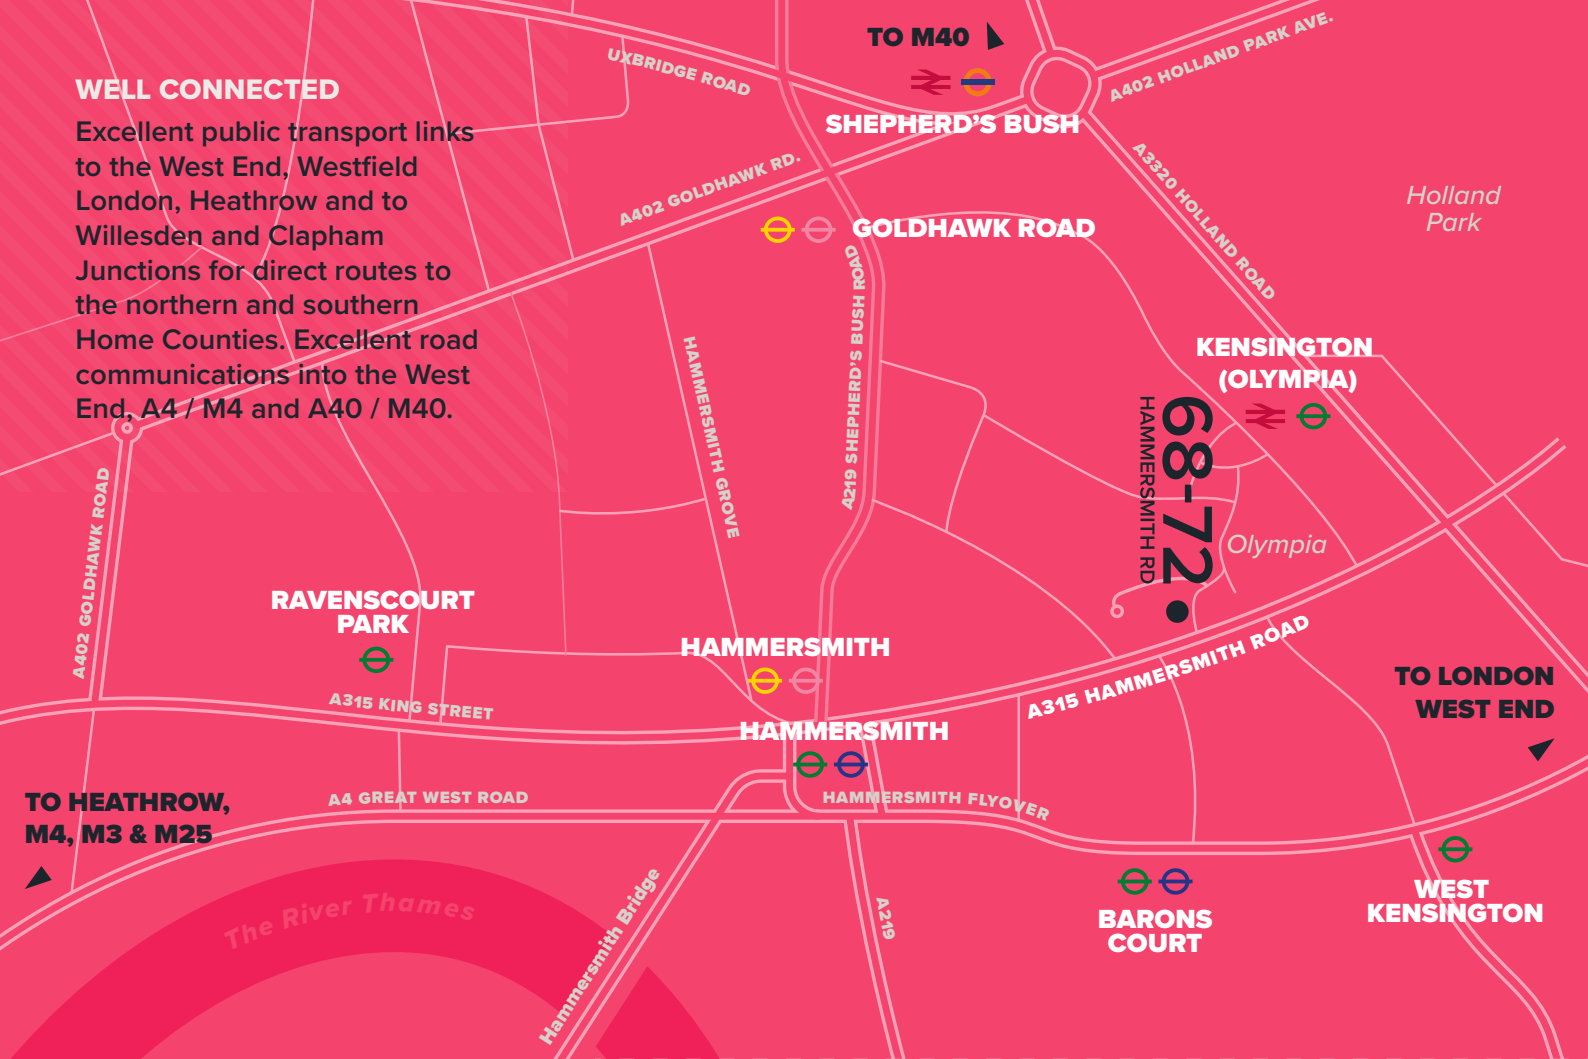 WELL CONNECTED
Excellent public transport links
to the West End, Westfield
London, Heathrow and to
Willesden and Clapham
Junctions for direct routes to
the northern and southern
Home Counties. Excellent road
communications into the West
End, A4 / M4 and A40 / M40.
TO M40
UXBRIDGE ROAD
A402 HOLLAND PARK AVE.
SHEPHERD'S BUSH
A402 GOLDHAWK RD.
A3320 HOLLAND ROAD
Holland
Park
GOLDHAWK ROAD
A219 SHEPHERD'S BUSH ROAD
HAMMERSMITH GROVE
KENSINGTON
(OLYMPIA)
68-72
HAMMERSMITH RD
Olympia
A402 GOLDHAWK ROAD
RAVENSCOURT
PARK
HAMMERSMITH
A315 HAMMERSMITH ROAD
A315 KING STREET
TO LONDON
WEST END
HAMMERSMITH
TO HEATHROW,
M4, M3 & M25
A4 GREAT WEST ROAD
HAMMERSMITH FLYOVER
The River Thames
Hammersmith Bridge
A219
BARONS
COURT
WEST
KENSINGTON